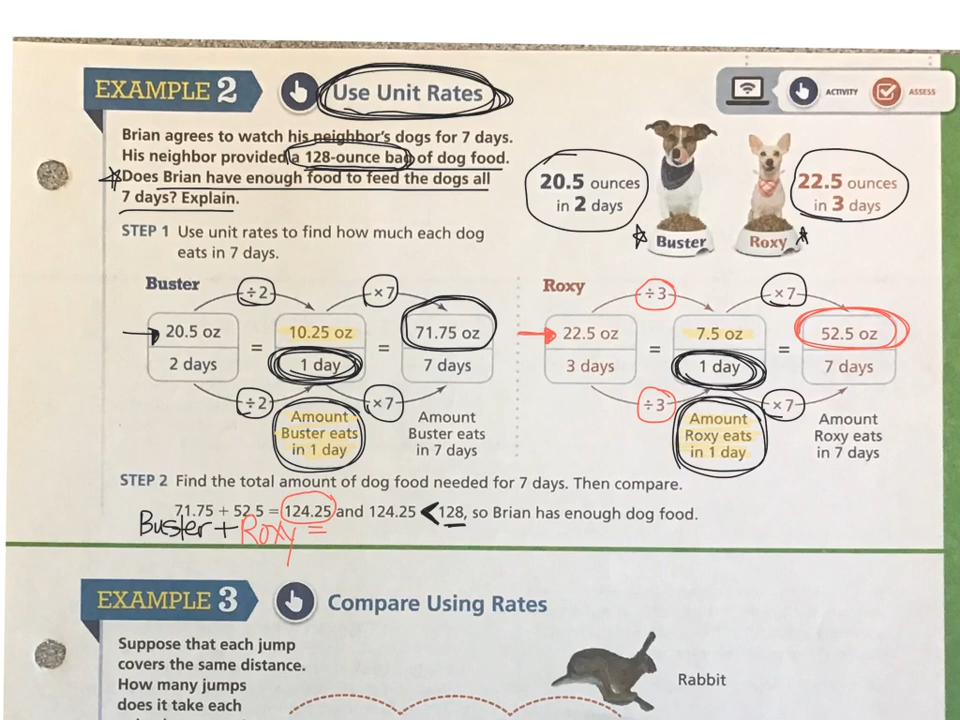 EXAMPLE 2 Use Unit Rates
ACTIVITY ASSESS
Brian agrees to watch his neighbor's dogs for 7 days.
His neighbor provided a 128-ounce bag of dog food.
Does Brian have enough food to feed the dogs all
7 days? Explain.
20.5 ounces
in 2 days
22.5 ounces
in 3 days
Buster
Roxy
STEP 1 Use unit rates to find how much each dog
eats in 7 days.
Buster
÷2 ×7
20.5 oz = 10.25 oz = 71.75 oz
2 days 1 day 7 days
÷2 ×7
Amount
Buster eats
in 1 day
Amount
Buster eats
in 7 days
Roxy
÷3 ×7
22.5 oz = 7.5 oz = 52.5 oz
3 days 1 day 7 days
÷3 ×7
Amount
Roxy eats
in 1 day
Amount
Roxy eats
in 7 days
STEP 2 Find the total amount of dog food needed for 7 days. Then compare.
71.75 + 52.5 = 124.25 and 124.25 < 128, so Brian has enough dog food.
Buster + Roxy =
EXAMPLE 3 Compare Using Rates
Suppose that each jump
covers the same distance.
How many jumps
does it take each
Rabbit